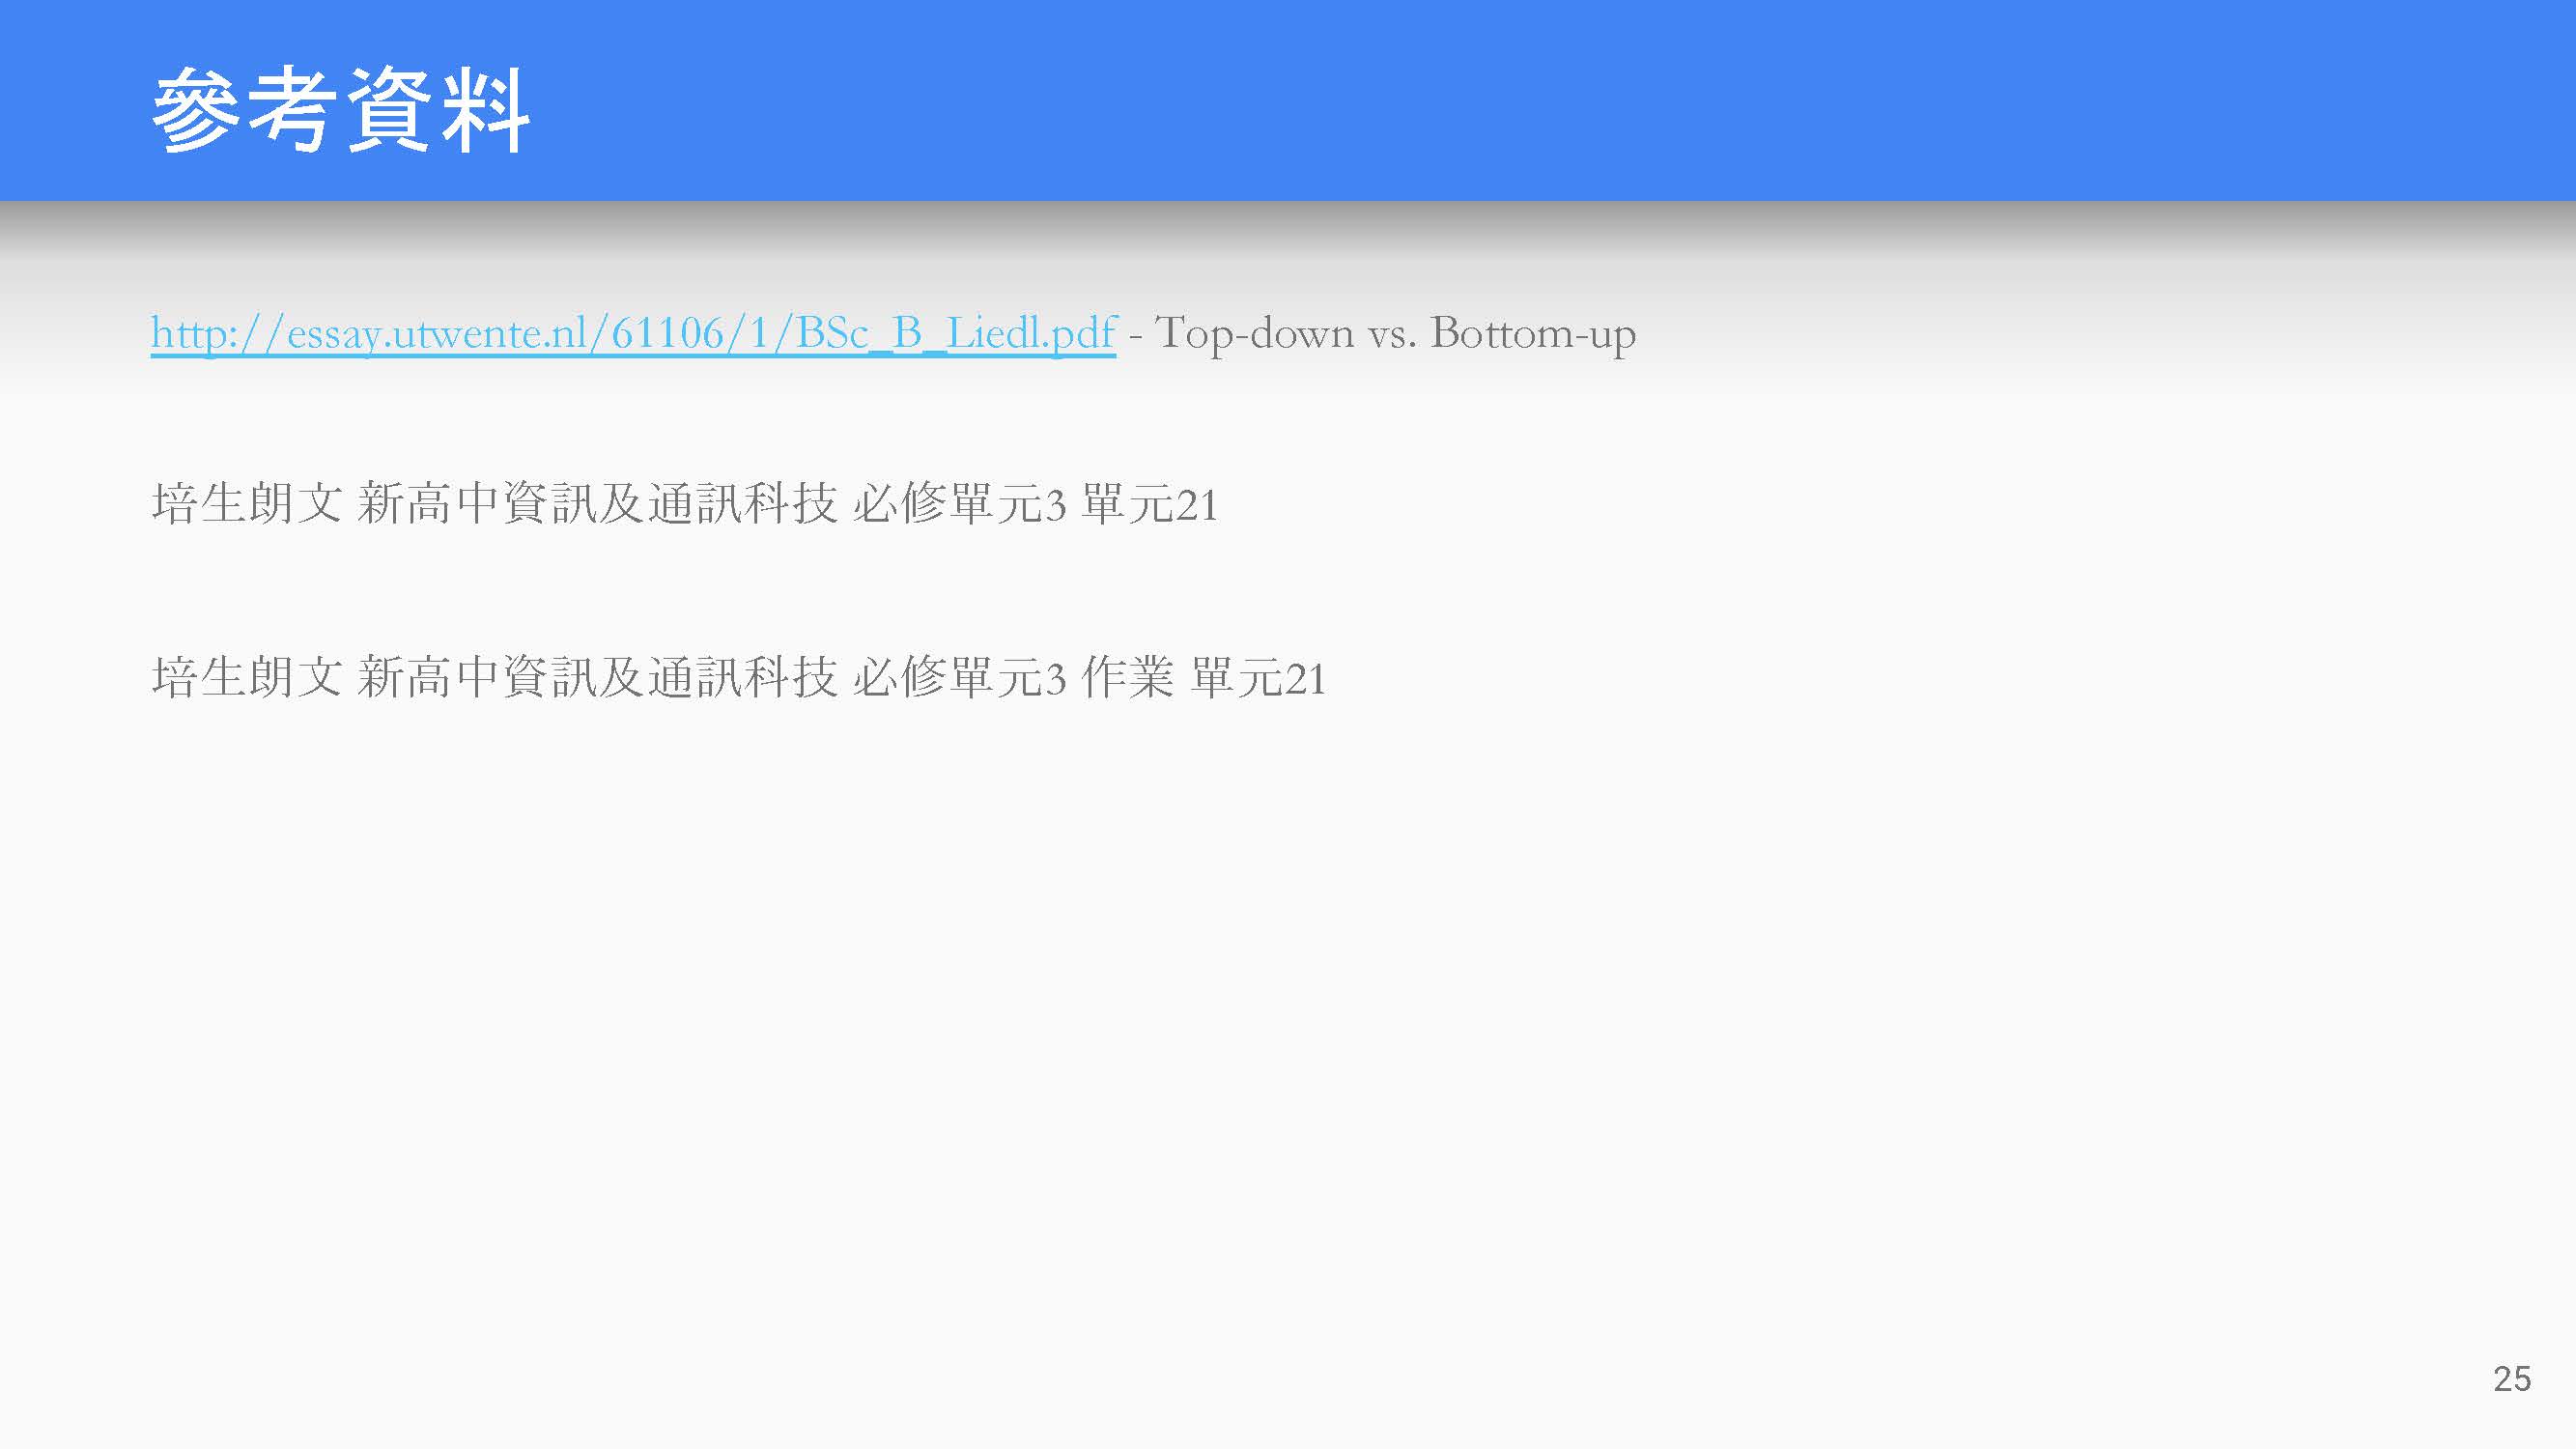 參考資料
http://essay.utwente.nl/61106/1/BSc_B_Liedl.pdf - Top-down vs. Bottom-up
培生朗文 新高中資訊及通訊科技 必修單元3 單元21
培生朗文 新高中資訊及通訊科技 必修單元3 作業 單元21
25